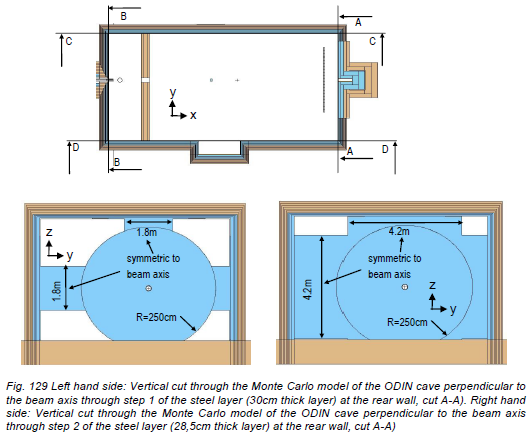 B
A
C
C
y
x
D
D
B
A
1.8m
z
y
symmetric to
beam axis
1.8m
R=250cm
4.2m
symmetric to
beam axis
4.2m
z
y
R=250cm
Fig. 129 Left hand side: Vertical cut through the Monte Carlo model of the ODIN cave perpendicular to
the beam axis through step 1 of the steel layer (30cm thick layer) at the rear wall, cut A-A). Right hand
side: Vertical cut through the Monte Carlo model of the ODIN cave perpendicular to the beam axis
through step 2 of the steel layer (28,5cm thick layer) at the rear wall, cut A-A)